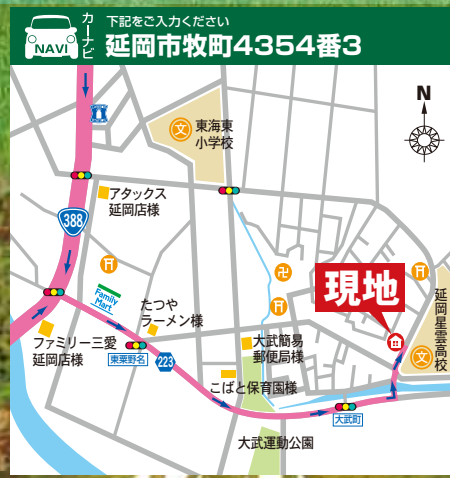 NAVI
カーナビ
下記をご入力ください
延岡市牧町4354番3
N
文
東海東
小学校
アタックス
延岡店様
388
Family
Mart
たつや
ラーメン様
現地
延岡星雲高校
文
ファミリー三愛
延岡店様
東粟野名
223
大武簡易
郵便局様
こばと保育園様
大武町
大武運動公園